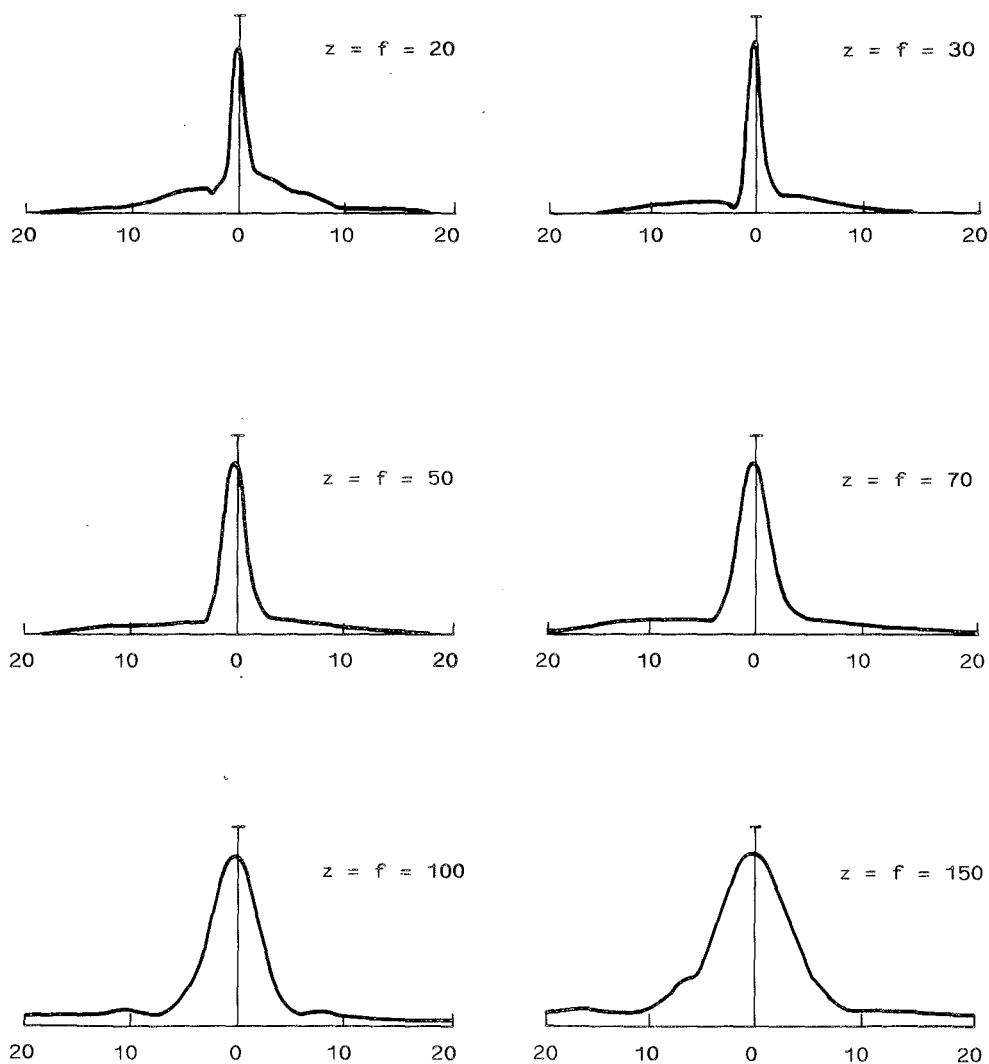 z = f = 20
z = f = 30
20 10 0 10 20
20 10 0 10 20
z = f = 50
z = f = 70
20 10 0 10 20
20 10 0 10 20
z = f = 100
z = f = 150
20 10 0 10 20
20 10 0 10 20